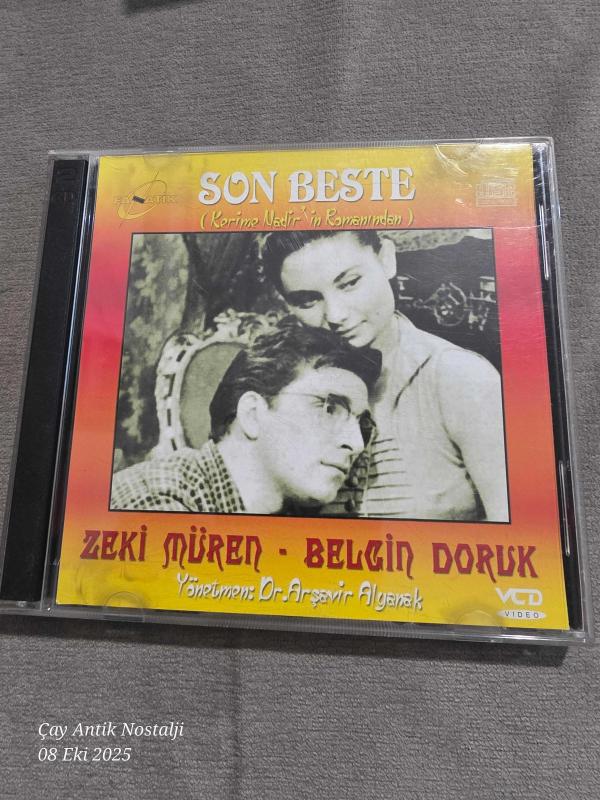 SON BESTE
FANATİK
( Kerime Nadir'in Romanından )
ZEKİ MÜREN - BELGİN DORUK
Yönetmen: Dr. Arşavir Alyanak
VCD
VIDEO
Çay Antik Nostalji
08 Eki 2025